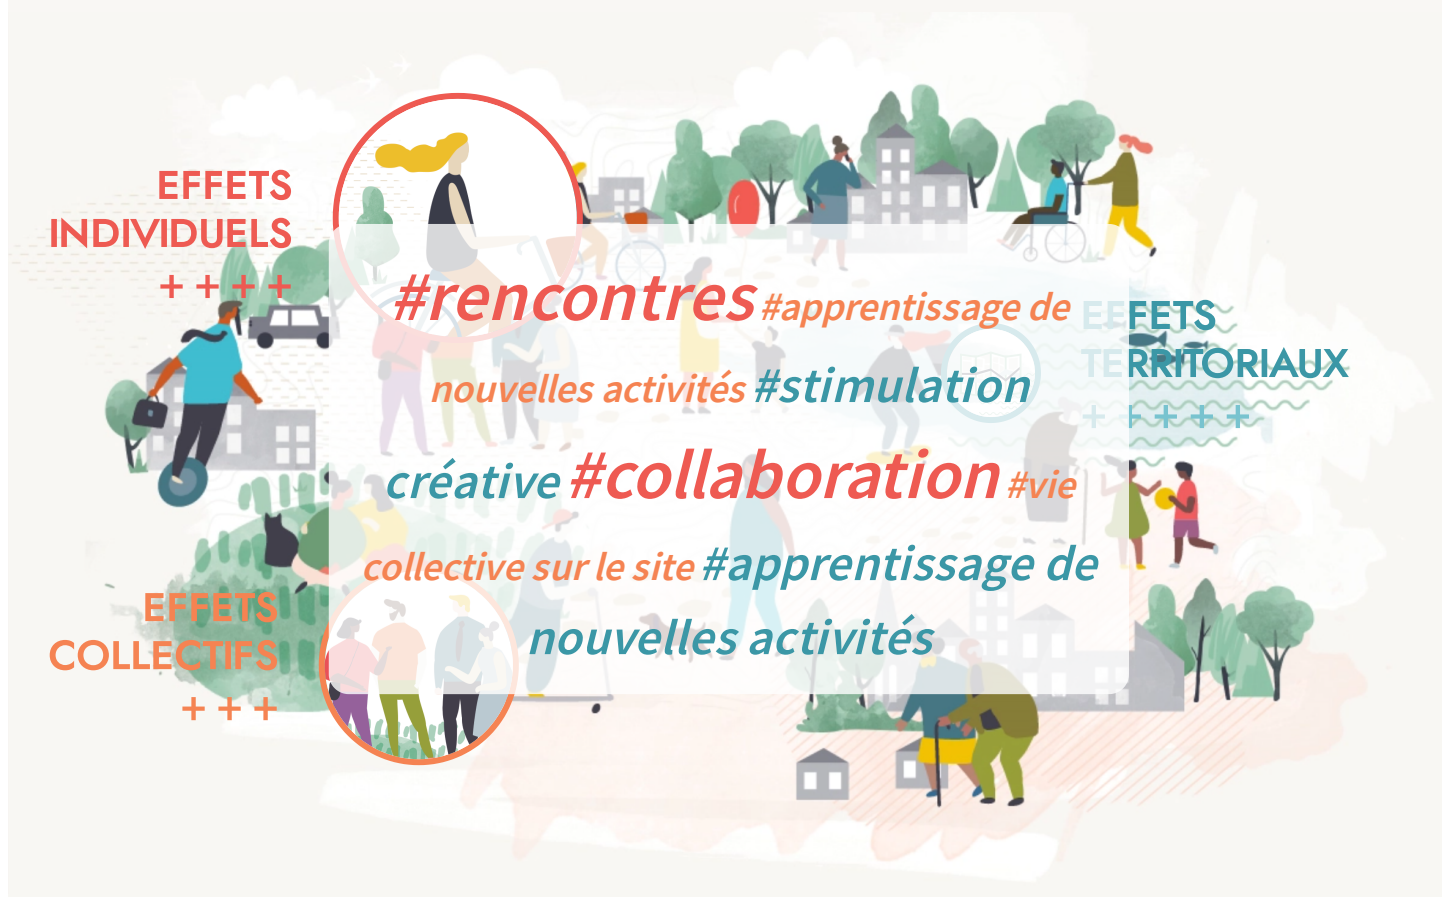 EFFETS
INDIVIDUELS
++++
#rencontres #apprentissage de
nouvelles activités #stimulation
créative #collaboration #vie
collective sur le site #apprentissage de
nouvelles activités
EFFETS
TERRITORIAUX
++++
EFFETS
COLLECTIFS
+++